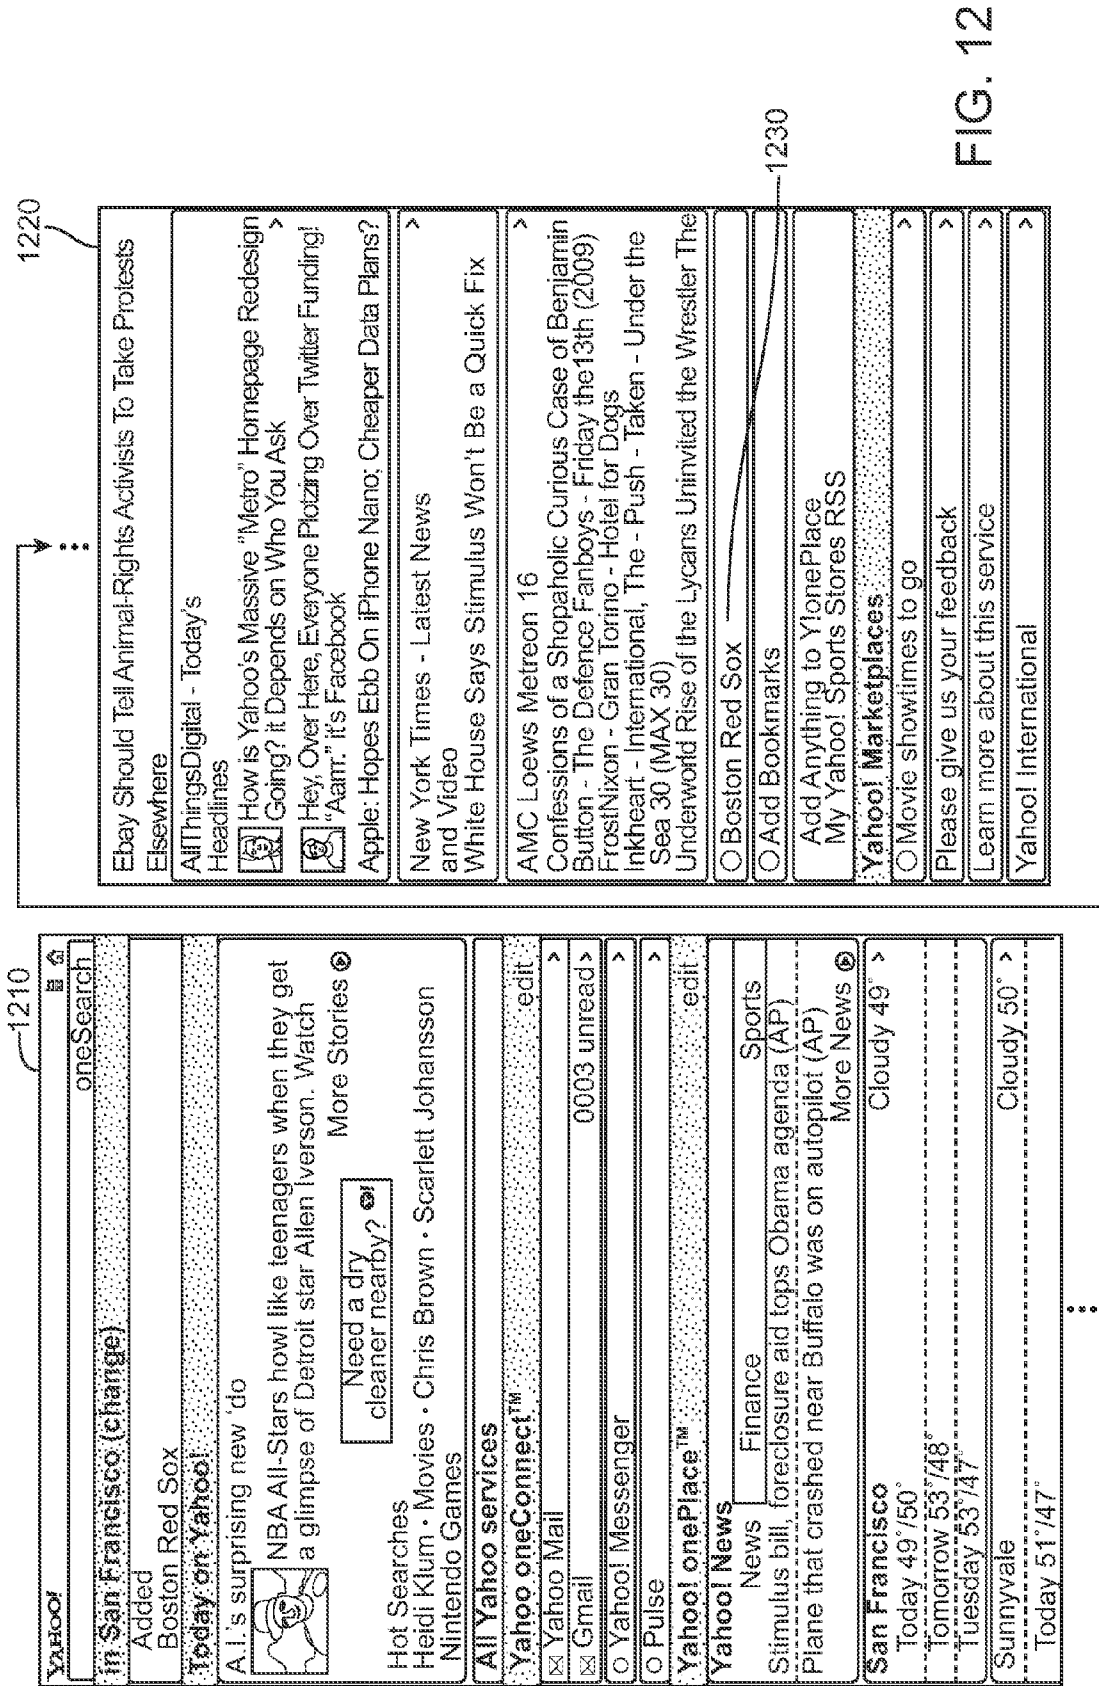 1210
YAHOO!
oneSearch
in San Francisco (change)
Added
Boston Red Sox
Today on Yahoo!
A.I.'s surprising new 'do
NBA All-Stars howl like teenagers when they get
a glimpse of Detroit star Allen Iverson. Watch
More Stories
Need a dry
cleaner nearby?
Hot Searches
Heidi Klum • Movies • Chris Brown • Scarlett Johansson
Nintendo Games
All Yahoo services
Yahoo oneConnect™ edit
Yahoo Mail >
Gmail 0003 unread >
Yahoo! Messenger >
Pulse >
Yahoo! onePlace™ edit
Yahoo! News
News Finance Sports
Stimulus bill, foreclosure aid tops Obama agenda (AP)
Plane that crashed near Buffalo was on autopilot (AP)
More News
San Francisco Cloudy 49° >
Today 49°/50°
Tomorrow 53°/48°
Tuesday 53°/47°
Sunnyvale Cloudy 50° >
Today 51°/47°
1220
Ebay Should Tell Animal-Rights Activists To Take Protests
Elsewhere
AllThingsDigital - Today's
Headlines
How is Yahoo's Massive "Metro" Homepage Redesign
Going? it Depends on Who You Ask >
Hey, Over Here, Everyone Plotzing Over Twitter Funding!
"Aam." it's Facebook
Apple: Hopes Ebb On iPhone Nano; Cheaper Data Plans?
New York Times - Latest News >
and Video
White House Says Stimulus Won't Be a Quick Fix
AMC Loews Metreon 16 >
Confessions of a Shopaholic Curious Case of Benjamin
Button - The Defence Fanboys - Friday the13th (2009)
FrostNixon - Gran Torino - Hotel for Dogs
Inkheart - International, The - Push - Taken - Under the
Sea 30 (MAX 30)
Underworld Rise of the Lycans Uninvited the Wrestler The
Boston Red Sox
Add Bookmarks
1230
Add Anything to Y!onePlace
My Yahoo! Sports Stores RSS
Yahoo! Marketplaces
Movie showtimes to go >
Please give us your feedback >
Learn more about this service >
Yahoo! International >
FIG. 12